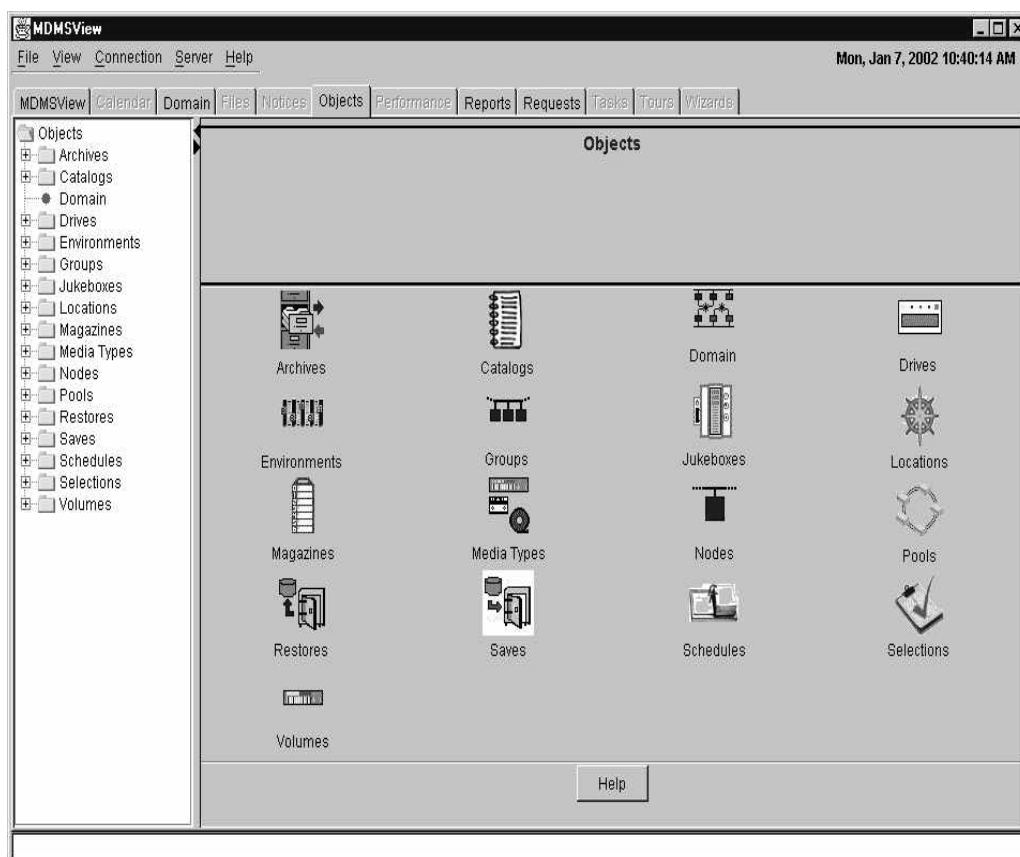 MDMSView
File View Connection Server Help
Mon, Jan 7, 2002 10:40:14 AM
MDMSView Calendar Domain Files Notices Objects Performance Reports Requests Tasks Tours Wizards
Objects
Archives
Catalogs
Domain
Drives
Environments
Groups
Jukeboxes
Locations
Magazines
Media Types
Nodes
Pools
Restores
Saves
Schedules
Selections
Volumes
Objects
Archives Catalogs Domain Drives
Environments Groups Jukeboxes Locations
Magazines Media Types Nodes Pools
Restores Saves Schedules Selections
Volumes
Help